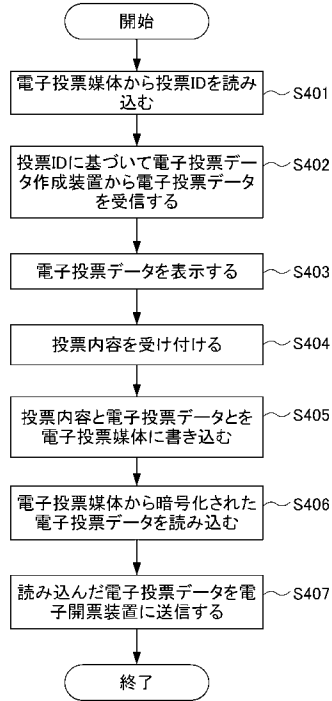 開始
電子投票媒体から投票IDを読み
込む
S401
投票IDに基づいて電子投票デー
タ作成装置から電子投票データ
を受信する
S402
電子投票データを表示する
S403
投票内容を受け付ける
S404
投票内容と電子投票データとを
電子投票媒体に書き込む
S405
電子投票媒体から暗号化された
電子投票データを読み込む
S406
読み込んだ電子投票データを電
子開票装置に送信する
S407
終了